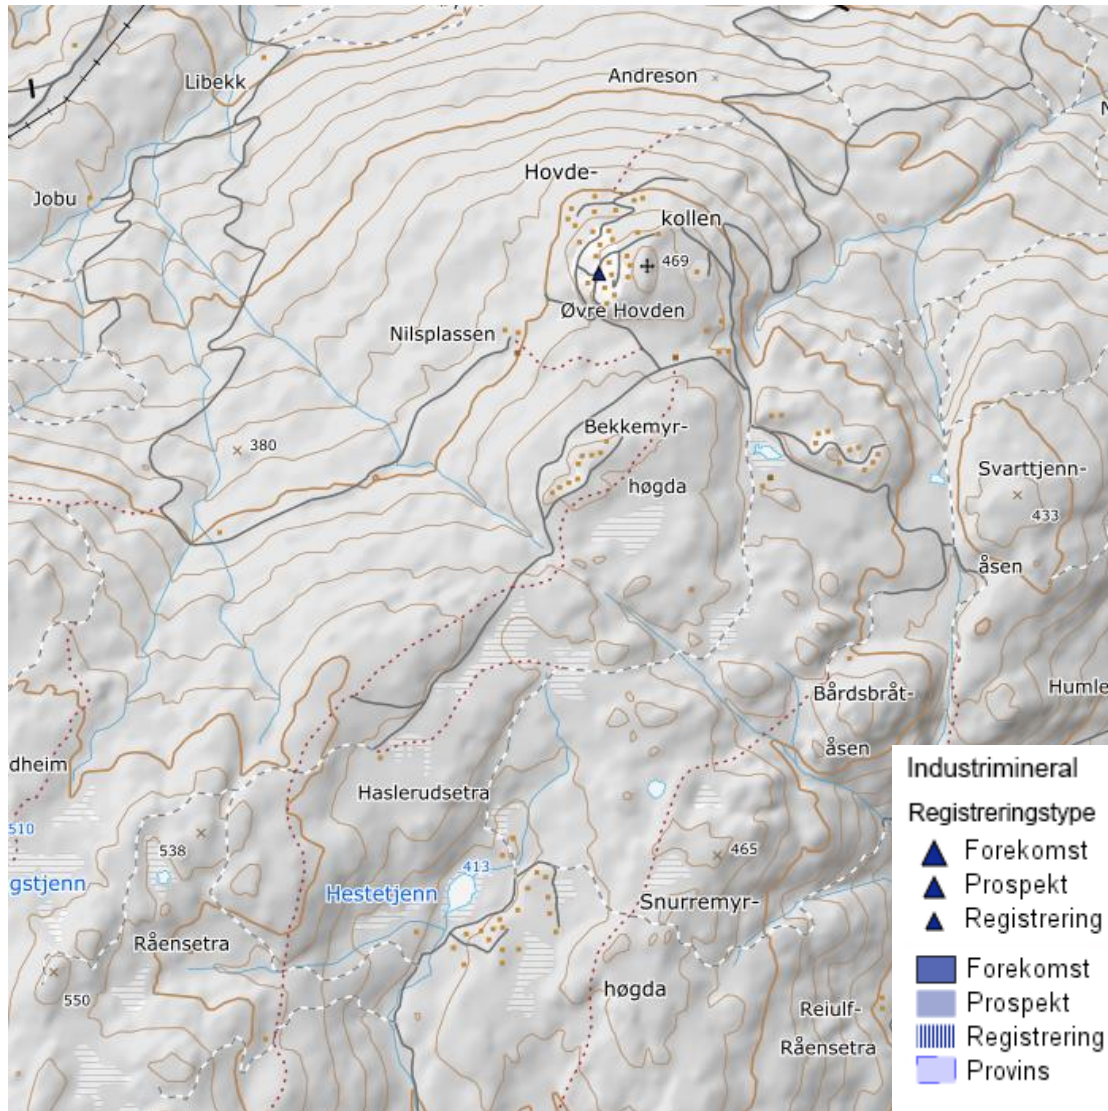 Libekk
Andreson
Hovde-
Jobu
kollen
469
Øvre Hovden
Nilsplassen
Bekkemyr-
380
Svarttjenn-
høgda
433
åsen
Bårdsbråt-
Humle
åsen
dheim
Haslerudsetra
510
538
465
413
gstjenn
Hestetjenn
Snurremyr-
Råensetra
550
høgda
Reiulf-
Råensetra
Industrimineral
Registreringstype
Forekomst
Prospekt
Registrering
Forekomst
Prospekt
Registrering
Provins